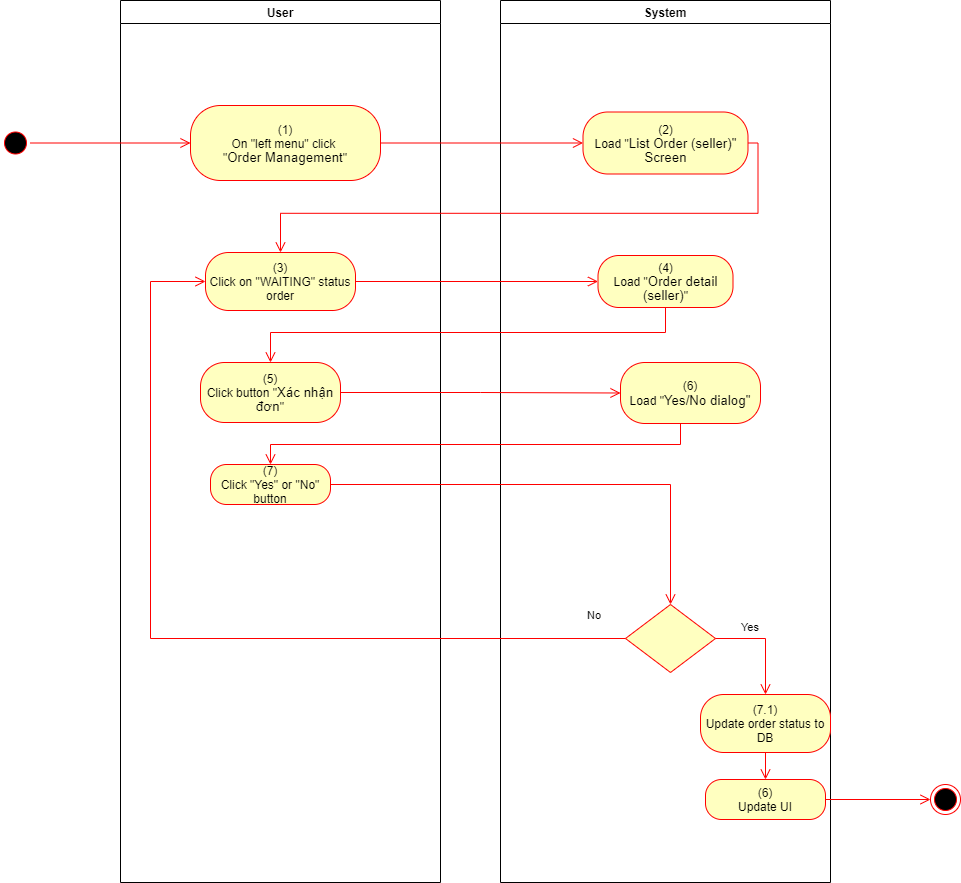 User
System
(1)
On "left menu" click
"Order Management"
(2)
Load "List Order (seller)"
Screen
(3)
Click on "WAITING" status
order
(4)
Load "Order detail
(seller)"
(5)
Click button "Xác nhận
đơn"
(6)
Load "Yes/No dialog"
(7)
Click "Yes" or "No"
button
No
Yes
(7.1)
Update order status to
DB
(6)
Update UI